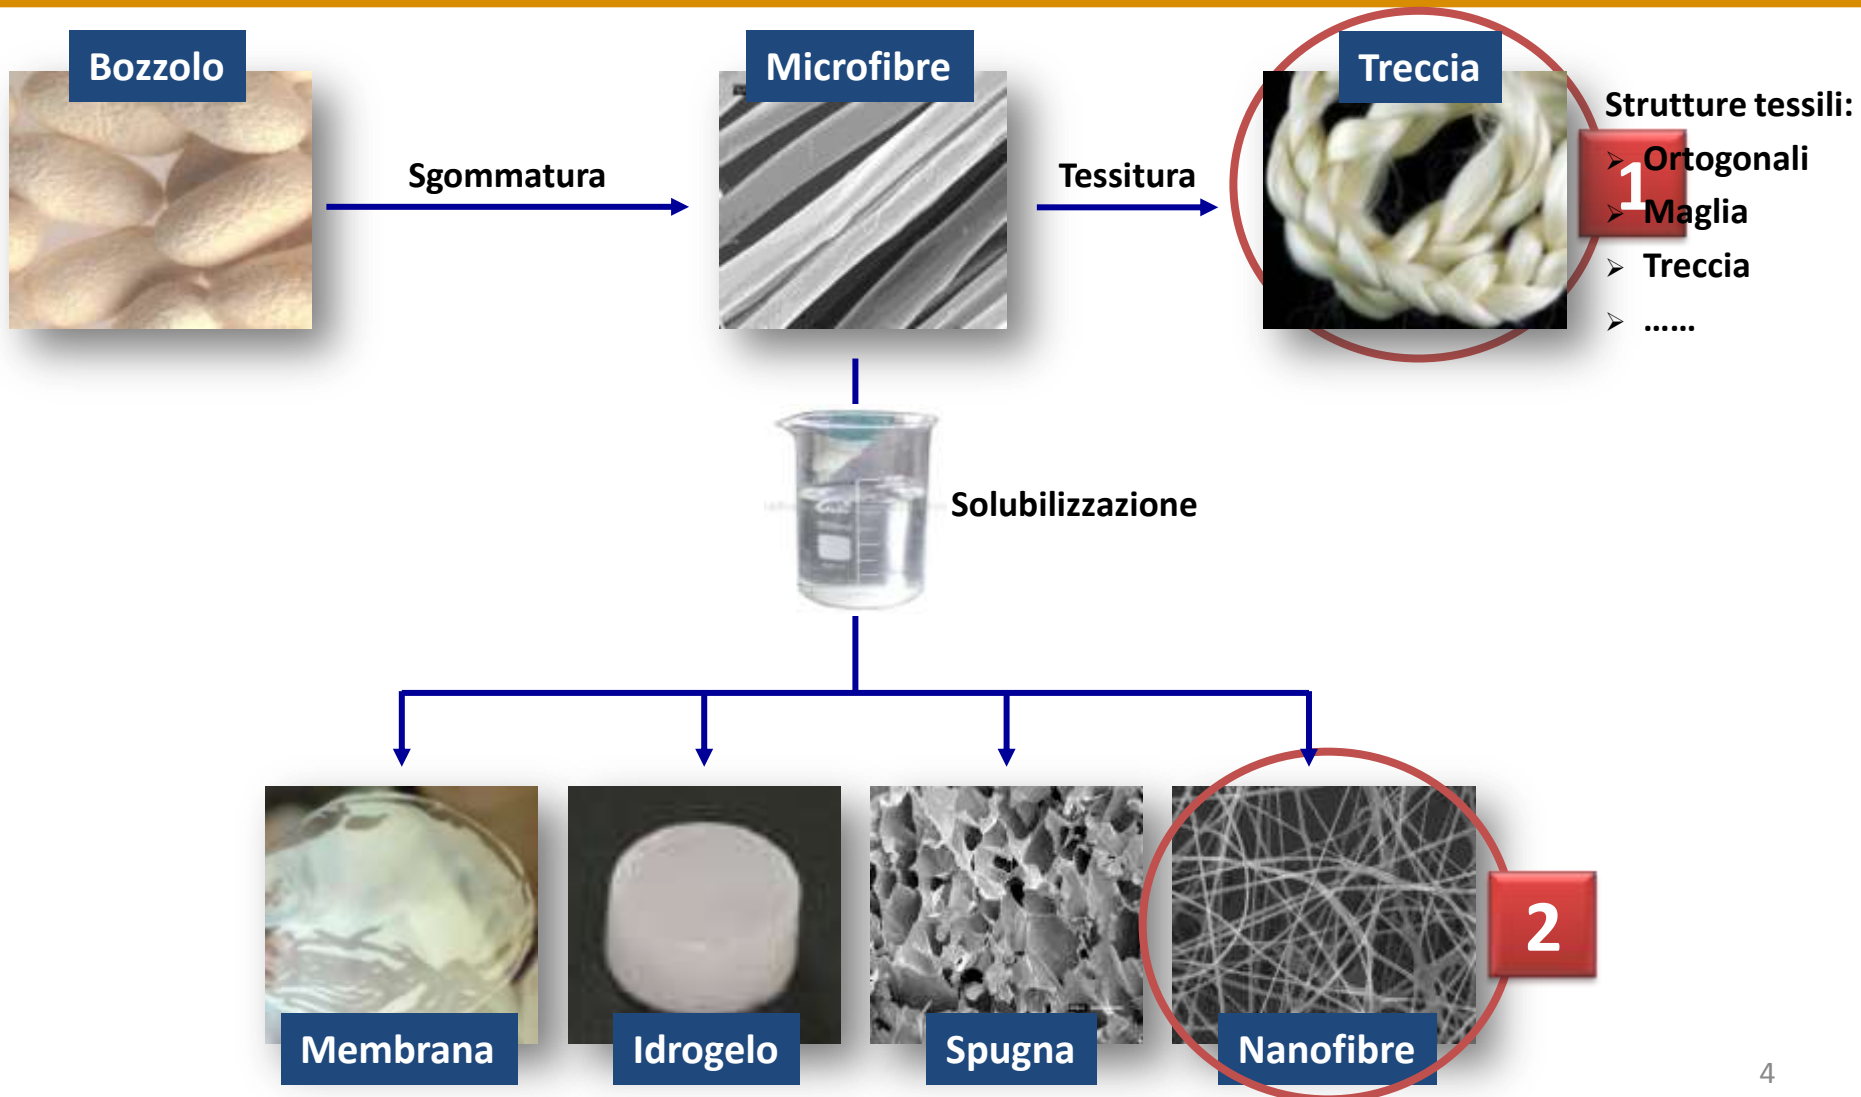 Bozzolo
Microfibre
Treccia
Strutture tessili:
Sgommatura
Tessitura
1
➢ Ortogonali
➢ Maglia
➢ Treccia
➢ ......
Solubilizzazione
2
Membrana
Idrogelo
Spugna
Nanofibre
4